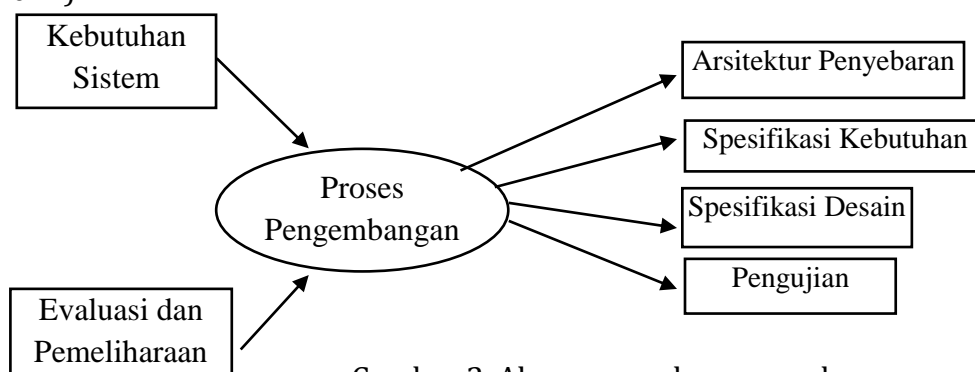 Kebutuhan
Sistem
Arsitektur Penyebaran
Spesifikasi Kebutuhan
Proses
Pengembangan
Spesifikasi Desain
Pengujian
Evaluasi dan
Pemeliharaan